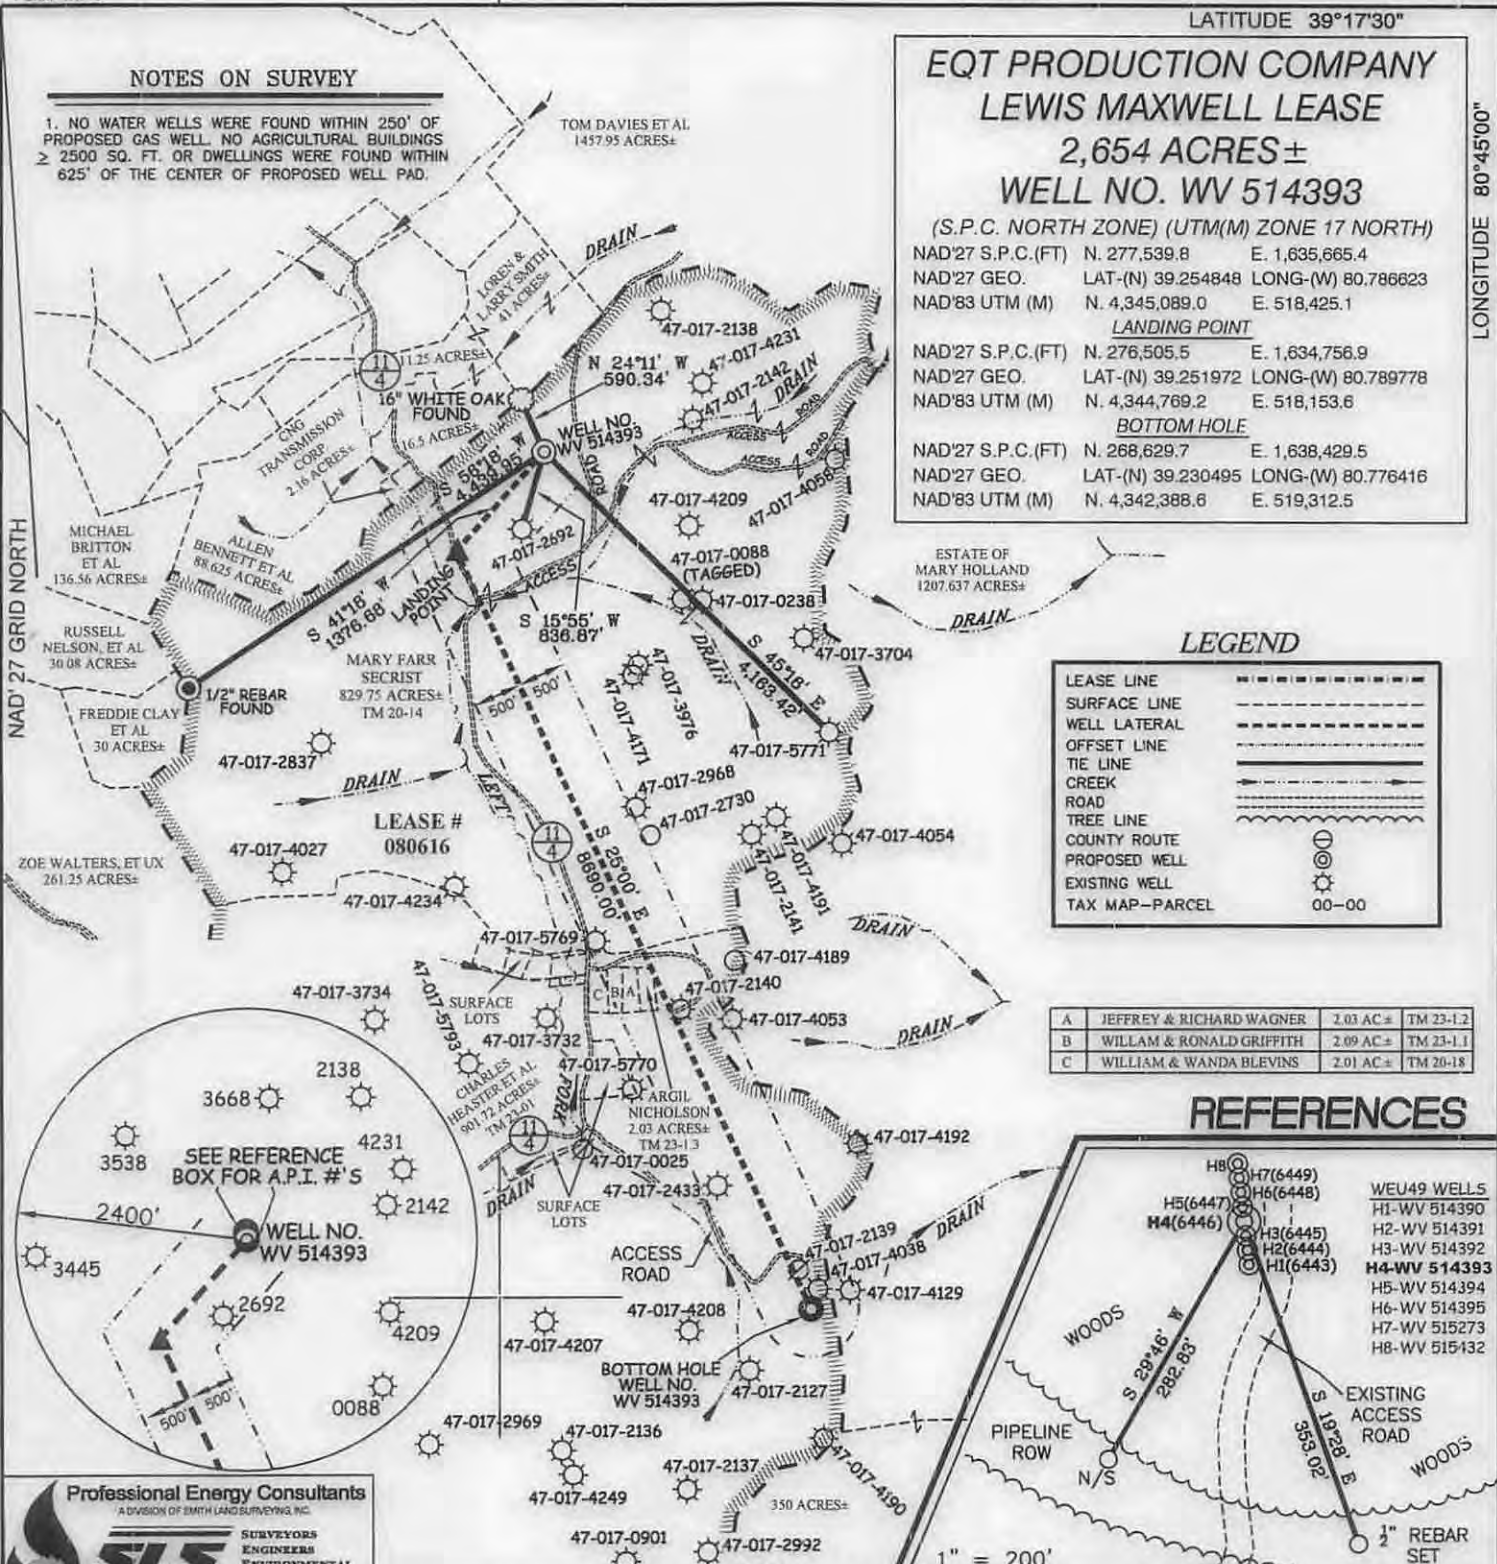 LATITUDE 39°17'30"
LONGITUDE 80°45'00"
NAD'27 GRID NORTH
NOTES ON SURVEY
1. NO WATER WELLS WERE FOUND WITHIN 250' OF
PROPOSED GAS WELL. NO AGRICULTURAL BUILDINGS
≥ 2500 SQ. FT. OR DWELLINGS WERE FOUND WITHIN
625' OF THE CENTER OF PROPOSED WELL PAD.
EQT PRODUCTION COMPANY
LEWIS MAXWELL LEASE
2,654 ACRES±
WELL NO. WV 514393
(S.P.C. NORTH ZONE) (UTM(M) ZONE 17 NORTH)
NAD'27 S.P.C.(FT) N. 277,539.8 E. 1,635,665.4
NAD'27 GEO. LAT-(N) 39.254848 LONG-(W) 80.786623
NAD'83 UTM (M) N. 4,345,089.0 E. 518,425.1
LANDING POINT
NAD'27 S.P.C.(FT) N. 276,505.5 E. 1,634,756.9
NAD'27 GEO. LAT-(N) 39.251972 LONG-(W) 80.789778
NAD'83 UTM (M) N. 4,344,769.2 E. 518,153.6
BOTTOM HOLE
NAD'27 S.P.C.(FT) N. 268,629.7 E. 1,638,429.5
NAD'27 GEO. LAT-(N) 39.230495 LONG-(W) 80.776416
NAD'83 UTM (M) N. 4,342,388.6 E. 519,312.5
TOM DAVIES ET AL
1457.95 ACRES±
DRAIN
LOREN &
LARRY SMITH
41 ACRES±
47-017-2138
47-017-4231
47-017-2142
DRAIN
N 24°11' W
590.34'
11.25 ACRES±
11
4
16" WHITE OAK
FOUND
16.5 ACRES±
WELL NO.
WV 514393
ROAD
ACCESS
ROAD
ACCESS
ROAD
CNG
TRANSMISSION
CORP
2.16 ACRES±
S 58°18' W
4,438.95'
47-017-4058
47-017-4209
47-017-2692
47-017-0088
(TAGGED)
47-017-0238
MICHAEL
BRITTON
ET AL
136.56 ACRES±
ALLEN
BENNETT ET AL
88.625 ACRES±
S 41°18' W
1376.68'
LANDING
POINT
ACCESS
S 15°55' W
836.87'
DRAIN
S 45°18' E
4,163.42'
47-017-3704
ESTATE OF
MARY HOLLAND
1207.637 ACRES±
DRAIN
RUSSELL
NELSON, ET AL
30.08 ACRES±
1/2" REBAR
FOUND
MARY FARR
SECRIST
829.75 ACRES±
TM 20-14
500'
500'
47-017-3976
47-017-4171
47-017-5771
FREDDIE CLAY
ET AL
30 ACRES±
47-017-2837
DRAIN
LEFT
47-017-2968
47-017-2730
LEASE #
080616
11
4
S 25°00' E
8690.00'
47-017-4054
47-017-4191
47-017-2141
ZOE WALTERS, ET UX
261.25 ACRES±
47-017-4027
47-017-4234
LEGEND
LEASE LINE
SURFACE LINE
WELL LATERAL
OFFSET LINE
TIE LINE
CREEK
ROAD
TREE LINE
COUNTY ROUTE
PROPOSED WELL
EXISTING WELL
TAX MAP-PARCEL 00-00
47-017-5769
DRAIN
47-017-4189
47-017-2140
C B A
47-017-3734
47-017-5793
SURFACE
LOTS
47-017-3732
47-017-4053
DRAIN
A JEFFREY & RICHARD WAGNER 2.03 AC± TM 23-1.2
B WILLAM & RONALD GRIFFITH 2.09 AC± TM 23-1.1
C WILLIAM & WANDA BLEVINS 2.01 AC± TM 20-18
47-017-5770
CHARLES
HEASTER ET AL
901.72 ACRES±
TM 23-01
FORK
ARGIL
NICHOLSON
2.03 ACRES±
TM 23-1.3
11
4
47-017-4192
47-017-0025
47-017-2433
DRAIN
SURFACE
LOTS
DRAIN
ACCESS
ROAD
47-017-2139
47-017-4038
47-017-4129
47-017-4208
47-017-4207
BOTTOM HOLE
WELL NO.
WV 514393
47-017-2127
47-017-2969
47-017-2136
47-017-2137
47-017-4249
350 ACRES±
47-017-4190
47-017-0901
47-017-2992
3668
2138
3538
4231
SEE REFERENCE
BOX FOR A.P.I. #'S
2142
2400'
WELL NO.
WV 514393
3445
2692
4209
500'
500'
0088
REFERENCES
H8
H7(6449)
H6(6448)
H5(6447)
H4(6446)
H3(6445)
H2(6444)
H1(6443)
WEU49 WELLS
H1-WV 514390
H2-WV 514391
H3-WV 514392
H4-WV 514393
H5-WV 514394
H6-WV 514395
H7-WV 515273
H8-WV 515432
WOODS
S 29°46' W
282.83'
S 19°28' E
353.02'
EXISTING
ACCESS
ROAD
WOODS
PIPELINE
ROW
N/S
1/2" REBAR
SET
1" = 200'
Professional Energy Consultants
A DIVISION OF SMITH LAND SURVEYING, INC.
SLS
SURVEYORS
ENGINEERS
ENVIRONMENTAL